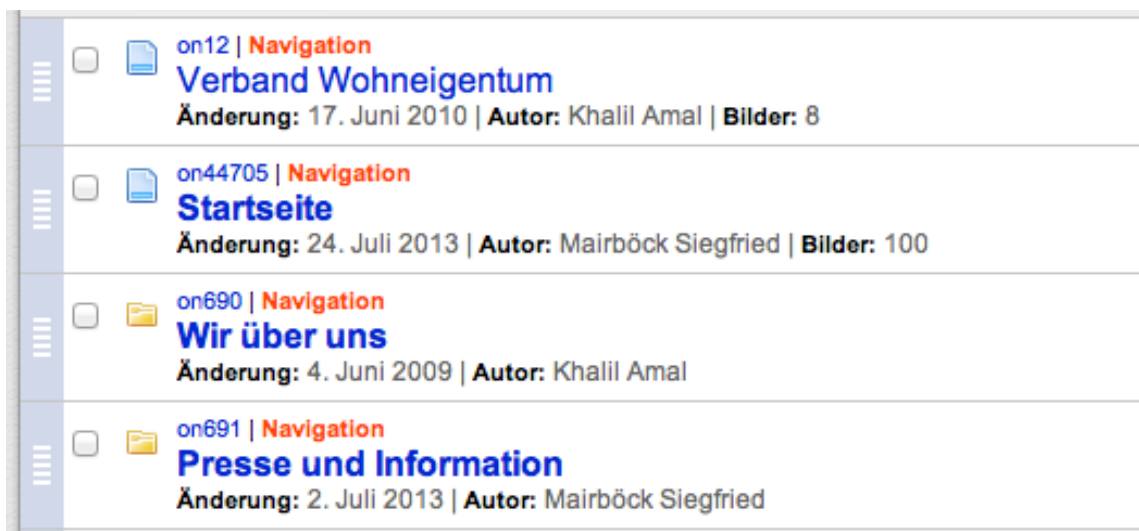 on12 | Navigation
Verband Wohneigentum
Änderung: 17. Juni 2010 | Autor: Khalil Amal | Bilder: 8
on44705 | Navigation
Startseite
Änderung: 24. Juli 2013 | Autor: Mairböck Siegfried | Bilder: 100
on690 | Navigation
Wir über uns
Änderung: 4. Juni 2009 | Autor: Khalil Amal
on691 | Navigation
Presse und Information
Änderung: 2. Juli 2013 | Autor: Mairböck Siegfried